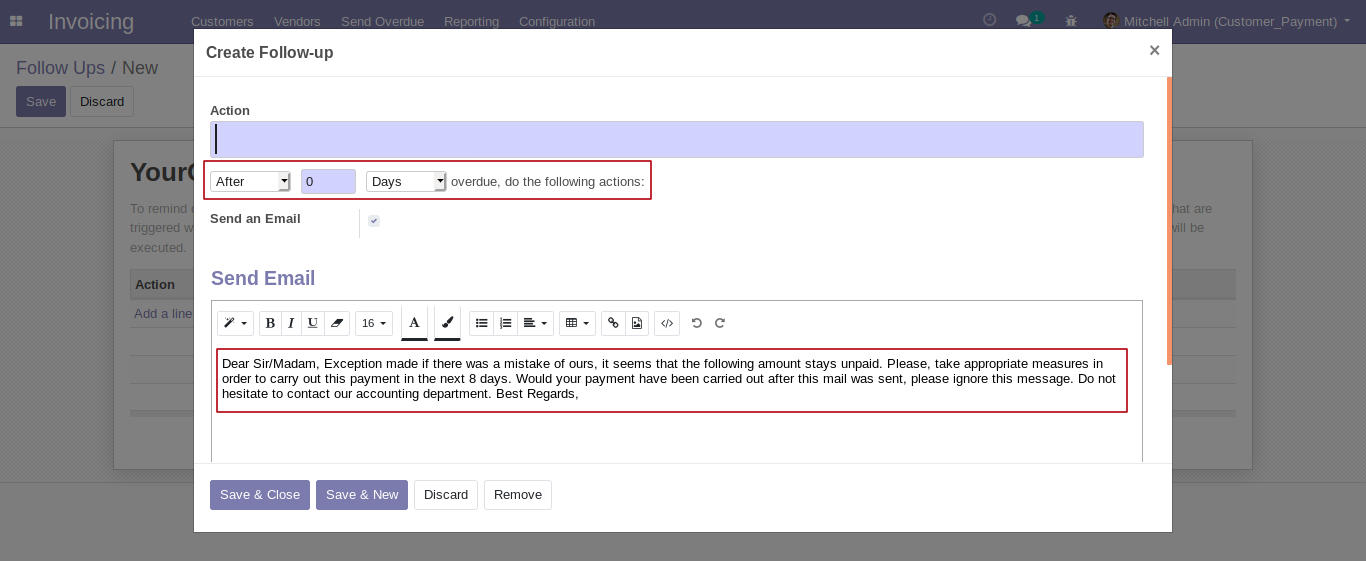 Invoicing
Customers Vendors Send Overdue Reporting Configuration
1
Mitchell Admin (Customer_Payment)
Follow Ups / New
Save Discard
Create Follow-up
×
Action
After 0 Days overdue, do the following actions:
Send an Email
Send Email
B I U 16 A
Dear Sir/Madam, Exception made if there was a mistake of ours, it seems that the following amount stays unpaid. Please, take appropriate measures in
order to carry out this payment in the next 8 days. Would your payment have been carried out after this mail was sent, please ignore this message. Do not
hesitate to contact our accounting department. Best Regards,
Save & Close Save & New Discard Remove
To remind
hat are
triggered w
will be
executed.
Action
Add a line